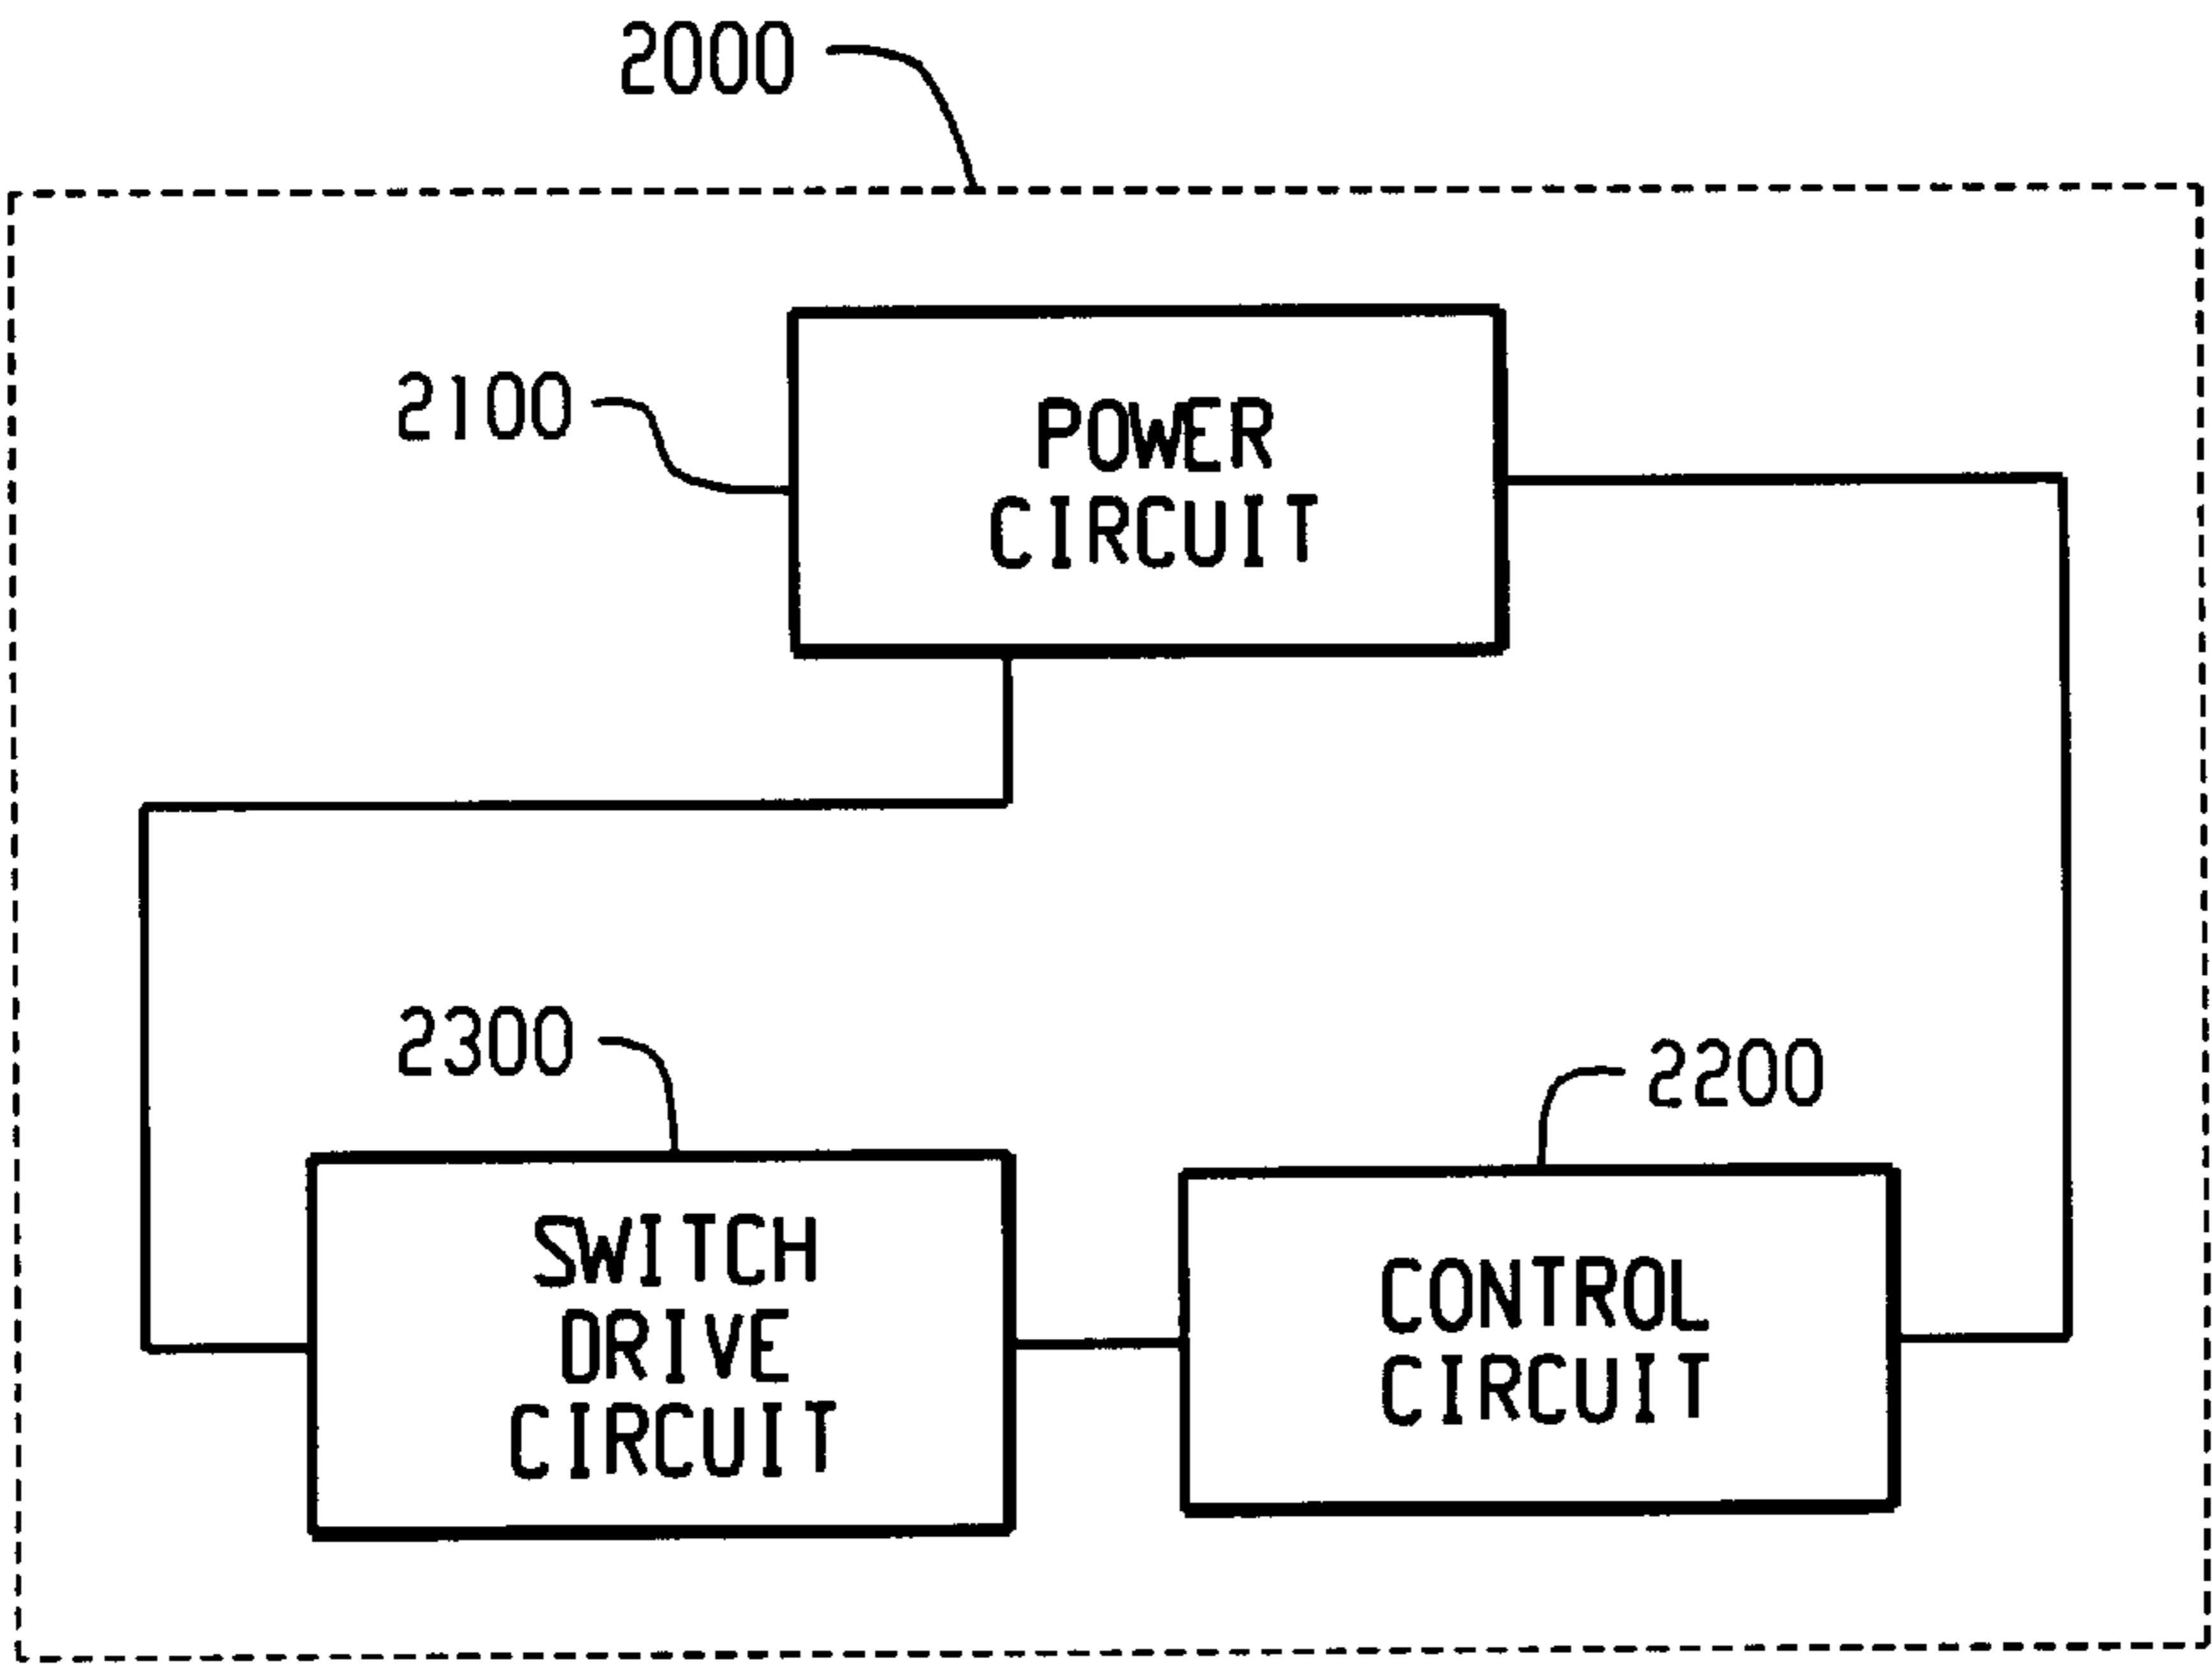 2000
2100
POWER
CIRCUIT
2300
2200
SWITCH
DRIVE
CIRCUIT
CONTROL
CIRCUIT